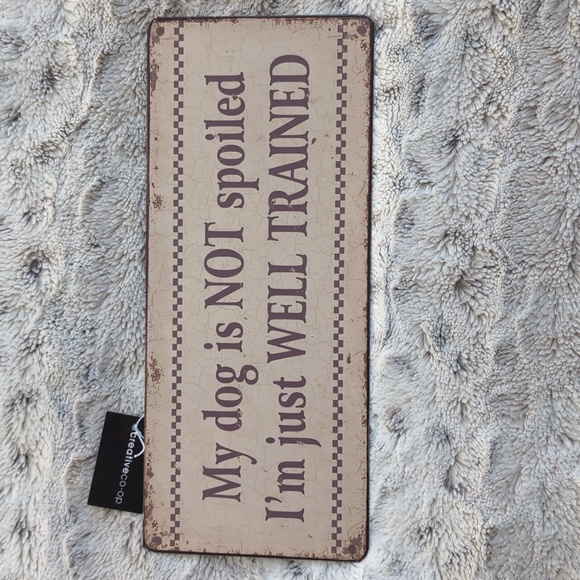 My dog is NOT spoiled
I'm just WELL TRAINED
creativeco-op